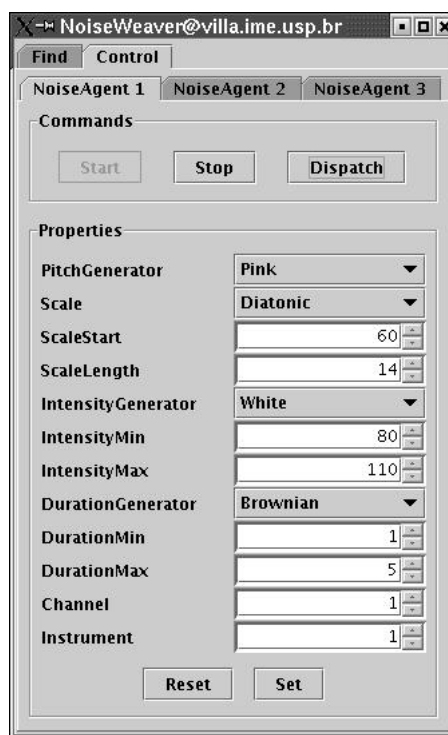 NoiseWeaver@villa.ime.usp.br
Find Control
NoiseAgent 1 NoiseAgent 2 NoiseAgent 3
Commands
Start Stop Dispatch
Properties
PitchGenerator Pink
Scale Diatonic
ScaleStart 60
ScaleLength 14
IntensityGenerator White
IntensityMin 80
IntensityMax 110
DurationGenerator Brownian
DurationMin 1
DurationMax 5
Channel 1
Instrument 1
Reset Set